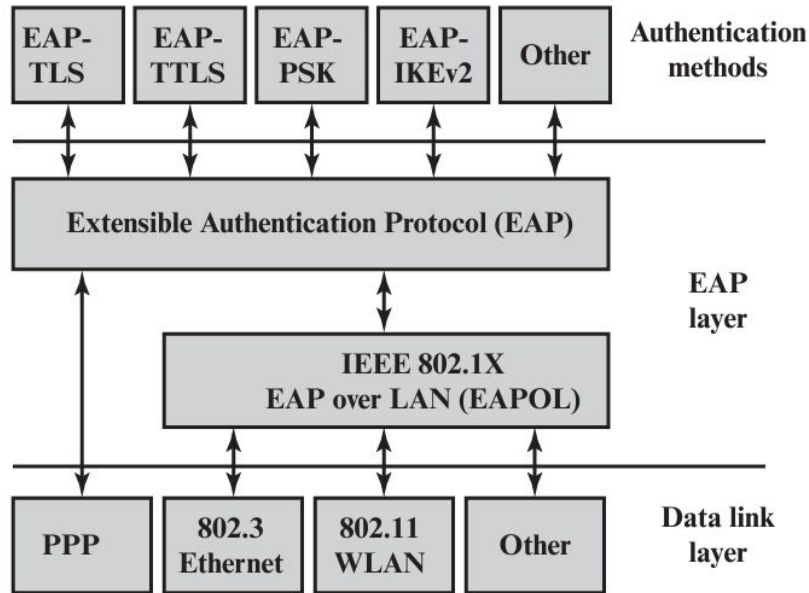 EAP-
TLS
EAP-
TTLS
EAP-
PSK
EAP-
IKEv2
Other
Authentication
methods
Extensible Authentication Protocol (EAP)
EAP
layer
IEEE 802.1X
EAP over LAN (EAPOL)
PPP
802.3
Ethernet
802.11
WLAN
Other
Data link
layer